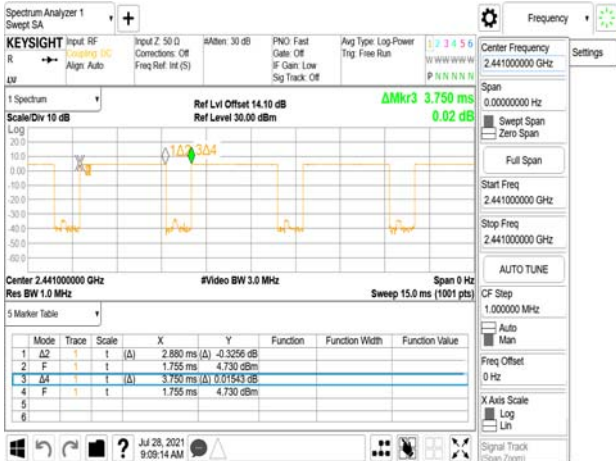 Spectrum Analyzer 1
Swept SA
+
Frequency
KEYSIGHT Input: RF Input Z: 50 Ω #Atten: 30 dB PNO: Fast Avg Type: Log-Power 1 2 3 4 5 6
R Coupling: DC Corrections: Off Gate: Off Trig: Free Run W W W W W W
Align: Auto Freq Ref: Int (S) IF Gain: Low
Sig Track: Off P N N N N N
LU
Center Frequency
2.441000000 GHz
Settings
1 Spectrum
Ref Lvl Offset 14.10 dB ΔMkr3 3.750 ms
Scale/Div 10 dB Ref Level 30.00 dBm 0.02 dB
Log
20.0
10.0
0.00
-10.0
-20.0
-30.0
-40.0
-50.0
-60.0
1Δ2 3Δ4
Center 2.441000000 GHz #Video BW 3.0 MHz Span 0 Hz
Res BW 1.0 MHz Sweep 15.0 ms (1001 pts)
Span
0.00000000 Hz
Swept Span
Zero Span
Full Span
Start Freq
2.441000000 GHz
Stop Freq
2.441000000 GHz
AUTO TUNE
CF Step
1.000000 MHz
Auto
Man
Freq Offset
0 Hz
X Axis Scale
Log
Lin
Signal Track
(Span Zoom)
5 Marker Table
Mode Trace Scale X Y Function Function Width Function Value
1 Δ2 1 t (Δ) 2.880 ms (Δ) -0.3256 dB
2 F 1 t 1.755 ms 4.730 dBm
3 Δ4 1 t (Δ) 3.750 ms (Δ) 0.01543 dB
4 F 1 t 1.755 ms 4.730 dBm
5
6
?
Jul 28, 2021
9:09:14 AM